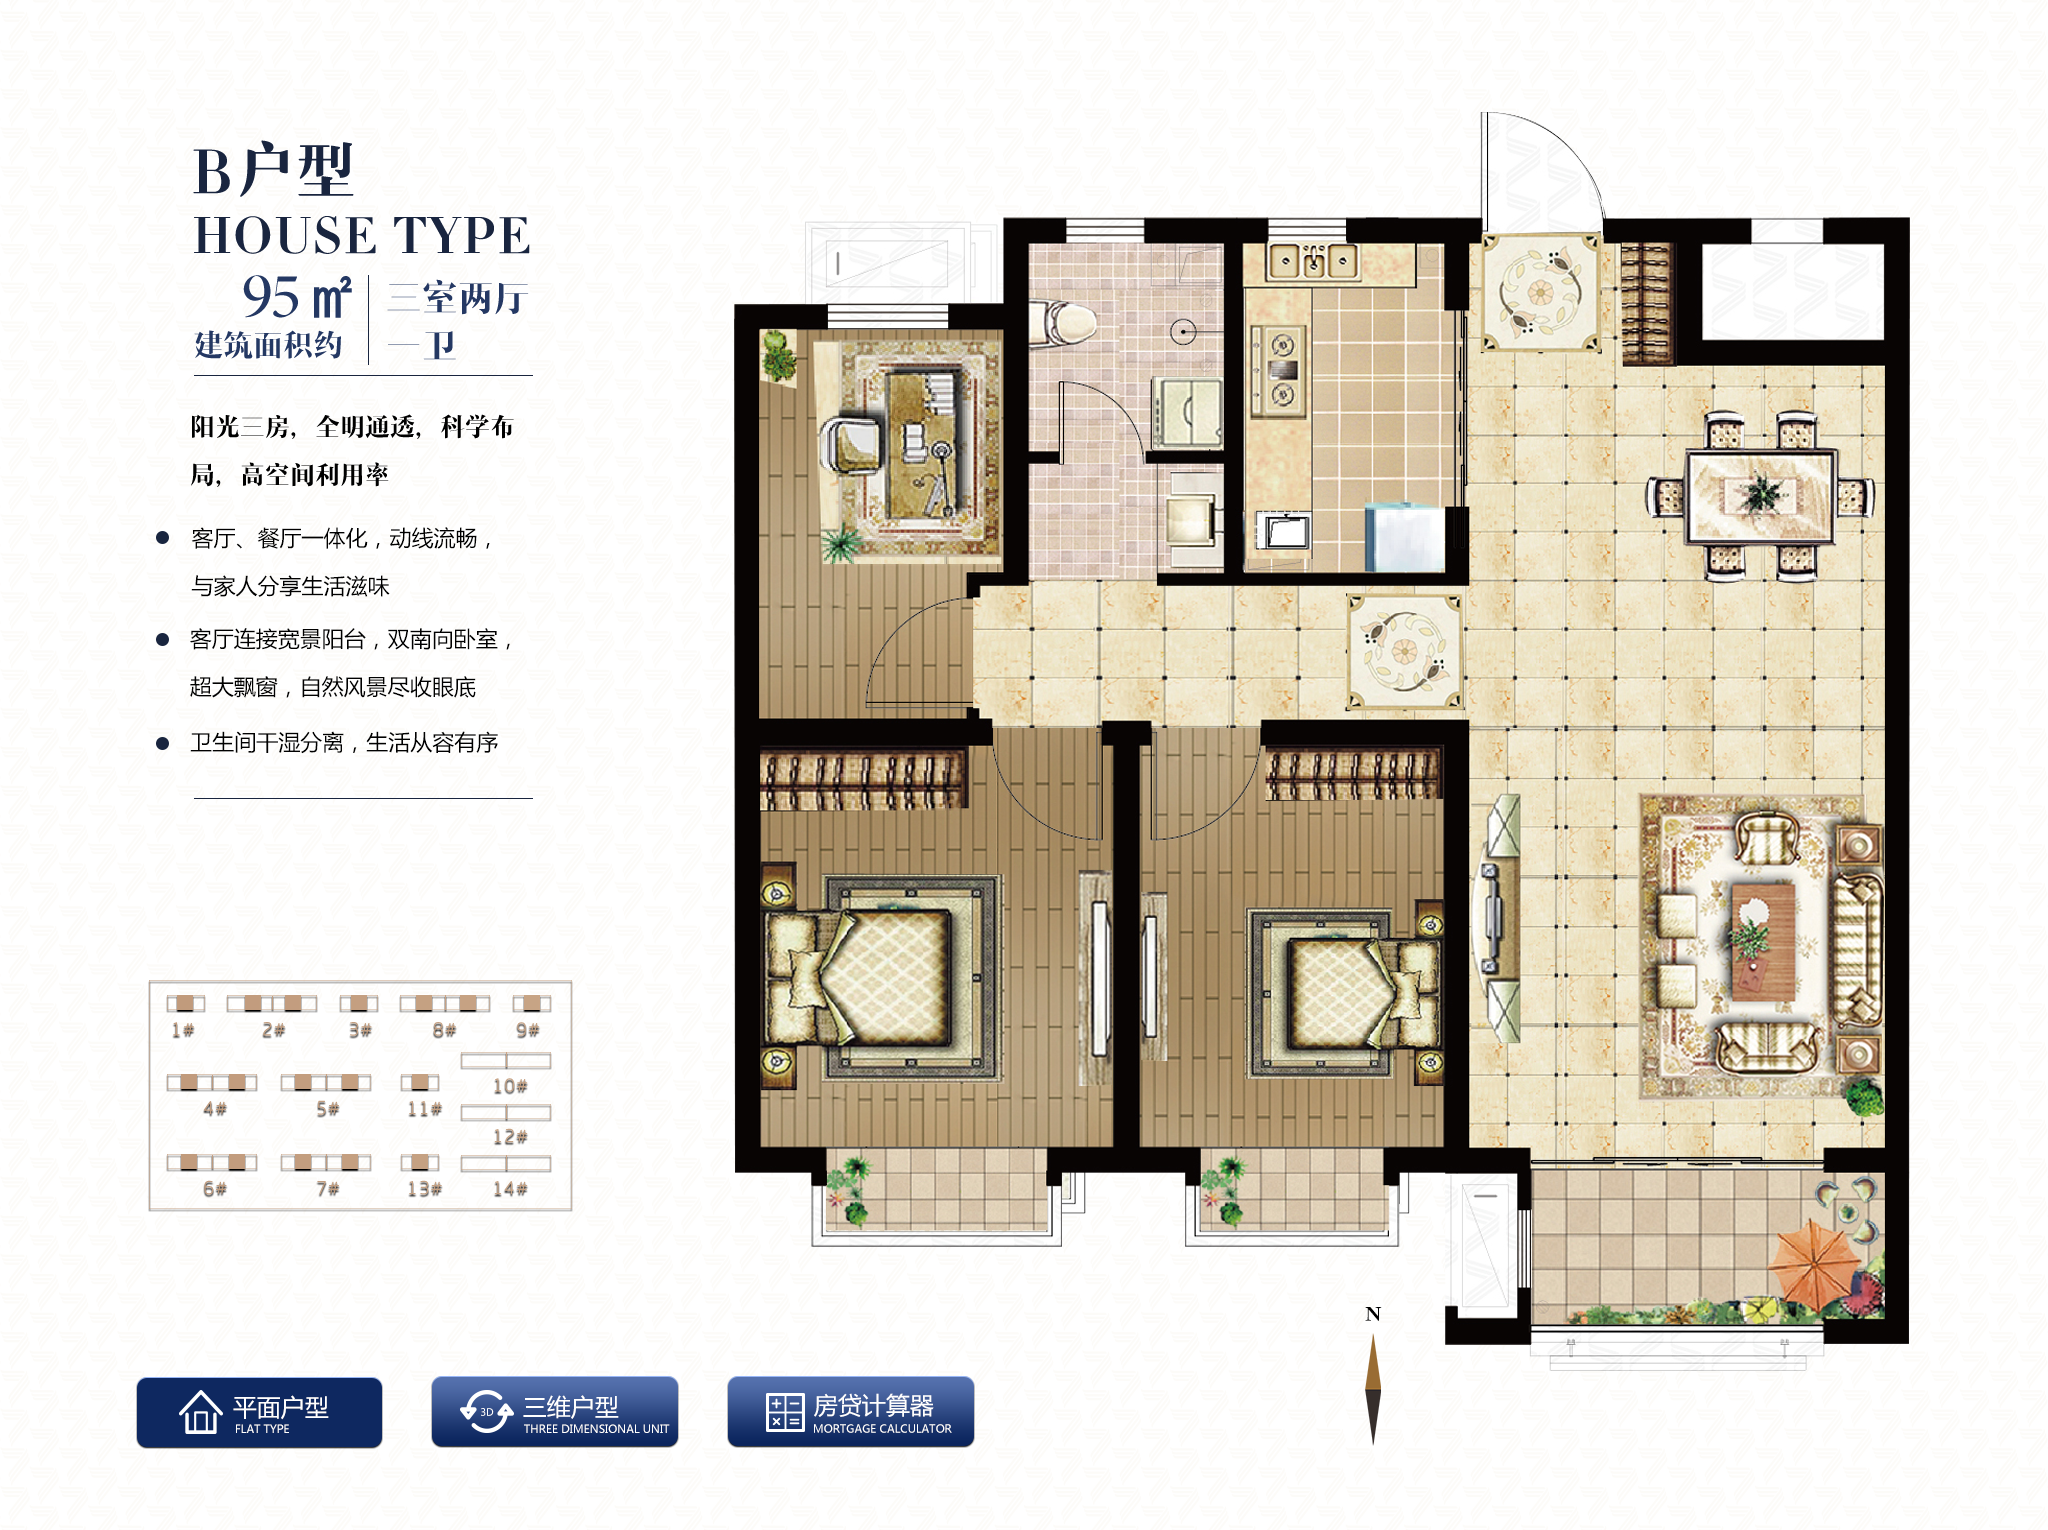 B户型
HOUSE TYPE
95㎡
建筑面积约
三室两厅
一卫
阳光三房，全明通透，科学布
局，高空间利用率
客厅、餐厅一体化，动线流畅，
与家人分享生活滋味
客厅连接宽景阳台，双南向卧室，
超大飘窗，自然风景尽收眼底
卫生间干湿分离，生活从容有序
1# 2# 3# 8# 9#
10#
4# 5# 11#
12#
6# 7# 13# 14#
N
平面户型
FLAT TYPE
3D
三维户型
THREE DIMENSIONAL UNIT
房贷计算器
MORTGAGE CALCULATOR